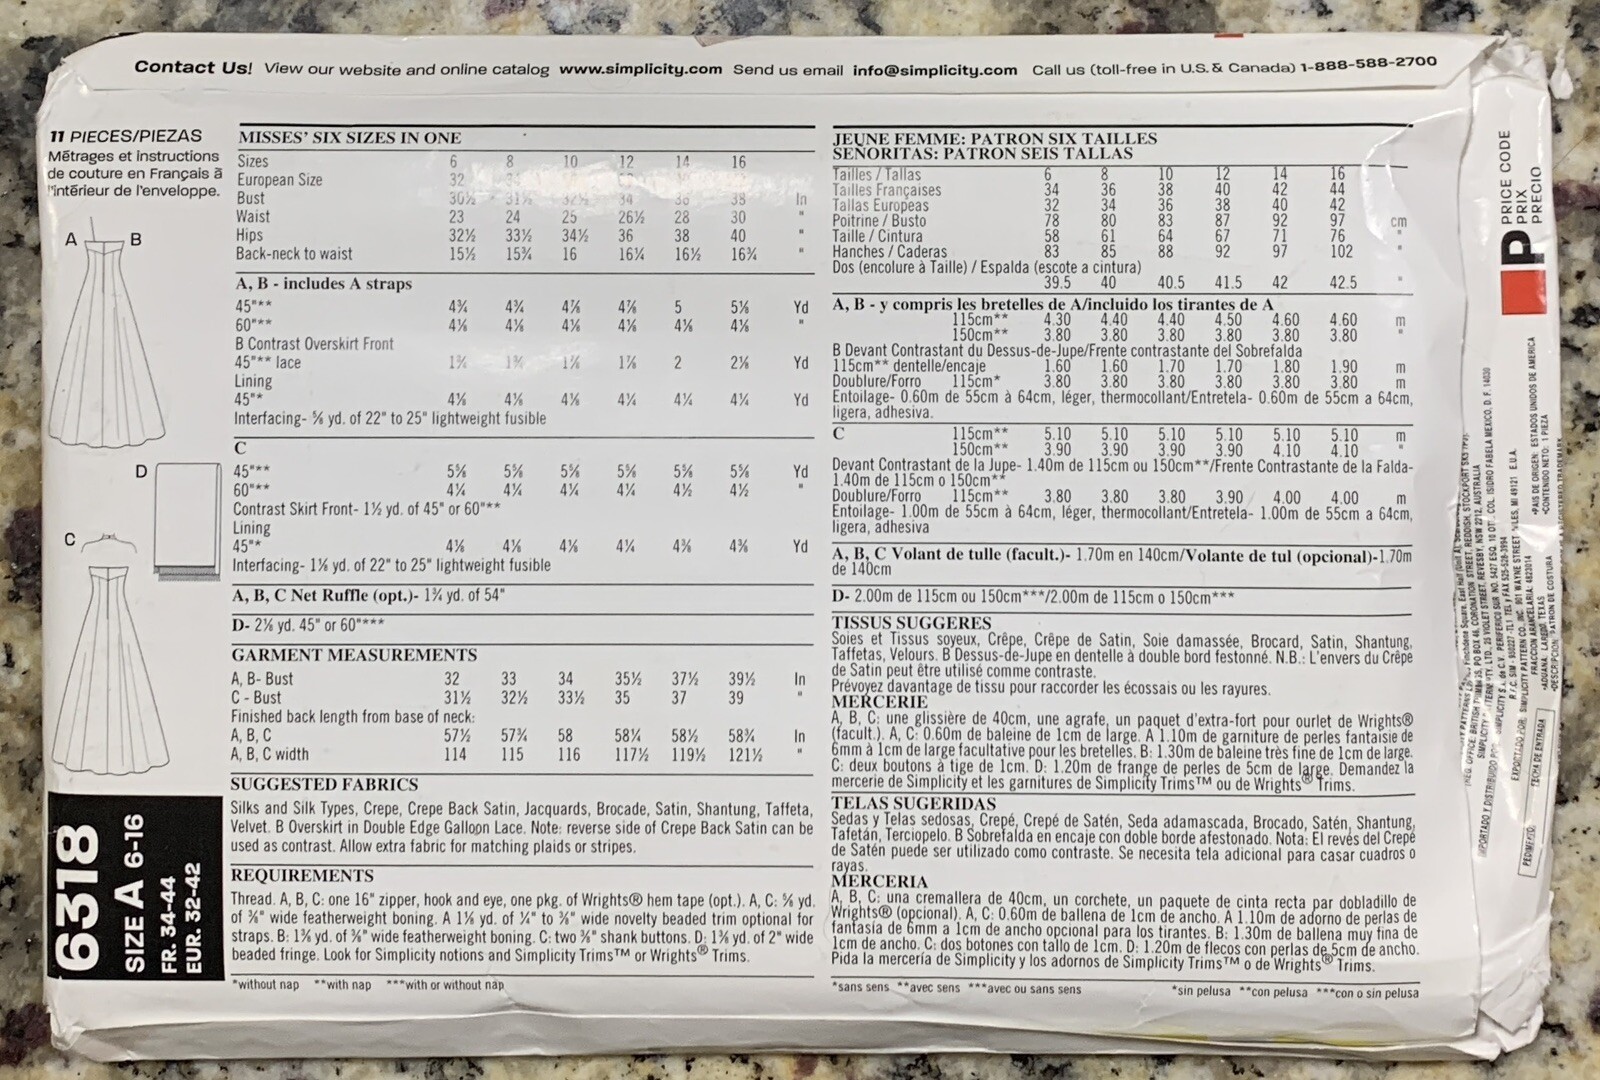 Contact Us! View our website and online catalog www.simplicity.com Send us email info@simplicity.com Call us (toll-free in U.S. & Canada) 1-888-588-2700
11 PIECES/PIEZAS
Métrages et instructions
de couture en Français à
l'intérieur de l'enveloppe.
A B
D
C
6318
SIZE A 6-16
FR. 34-44
EUR. 32-42
MISSES' SIX SIZES IN ONE
Sizes 6 8 10 12 14 16
European Size 32
Bust 30½ 31½ 32½ 34 36 38 In
Waist 23 24 25 26½ 28 30 "
Hips 32½ 33½ 34½ 36 38 40 "
Back-neck to waist 15½ 15¾ 16 16¼ 16½ 16¾ "
A, B - includes A straps
45"** 4¾ 4¾ 4⅞ 4⅞ 5 5⅛ Yd
60"** 4⅛ 4⅛ 4⅛ 4⅛ 4⅛ 4⅛ "
B Contrast Overskirt Front
45"** lace 1¾ 1¾ 1⅞ 1⅞ 2 2⅛ Yd
Lining
45"* 4⅛ 4⅛ 4⅛ 4¼ 4¼ 4¼ Yd
Interfacing- ⅝ yd. of 22" to 25" lightweight fusible
C
45"** 5⅝ 5⅝ 5⅝ 5⅝ 5⅝ 5⅝ Yd
60"** 4¼ 4¼ 4¼ 4¼ 4½ 4½ "
Contrast Skirt Front- 1½ yd. of 45" or 60"**
Lining
45"* 4⅛ 4⅛ 4⅛ 4¼ 4⅜ 4⅜ Yd
Interfacing- 1⅛ yd. of 22" to 25" lightweight fusible
A, B, C Net Ruffle (opt.)- 1¾ yd. of 54"
D- 2⅛ yd. 45" or 60"***
GARMENT MEASUREMENTS
A, B- Bust 32 33 34 35½ 37½ 39½ In
C - Bust 31½ 32½ 33½ 35 37 39 "
Finished back length from base of neck:
A, B, C 57½ 57¾ 58 58¼ 58½ 58¾ In
A, B, C width 114 115 116 117½ 119½ 121½ "
SUGGESTED FABRICS
Silks and Silk Types, Crepe, Crepe Back Satin, Jacquards, Brocade, Satin, Shantung, Taffeta,
Velvet. B Overskirt in Double Edge Galloon Lace. Note: reverse side of Crepe Back Satin can be
used as contrast. Allow extra fabric for matching plaids or stripes.
REQUIREMENTS
Thread. A, B, C: one 16" zipper, hook and eye, one pkg. of Wrights® hem tape (opt.). A, C: ⅝ yd.
of ⅜" wide featherweight boning. A 1⅛ yd. of ¼" to ⅜" wide novelty beaded trim optional for
straps. B: 1⅜ yd. of ⅜" wide featherweight boning. C: two ⅜" shank buttons. D: 1⅜ yd. of 2" wide
beaded fringe. Look for Simplicity notions and Simplicity Trims™ or Wrights® Trims.
*without nap **with nap ***with or without nap
JEUNE FEMME: PATRON SIX TAILLES
SEÑORITAS: PATRON SEIS TALLAS
Tailles / Tallas 6 8 10 12 14 16
Tailles Françaises 34 36 38 40 42 44
Tallas Europeas 32 34 36 38 40 42
Poitrine / Busto 78 80 83 87 92 97 cm
Taille / Cintura 58 61 64 67 71 76 "
Hanches / Caderas 83 85 88 92 97 102 "
Dos (encolure à Taille) / Espalda (escote a cintura)
39.5 40 40.5 41.5 42 42.5 "
A, B - y compris les bretelles de A/incluido los tirantes de A
115cm** 4.30 4.40 4.40 4.50 4.60 4.60 m
150cm** 3.80 3.80 3.80 3.80 3.80 3.80 "
B Devant Contrastant du Dessus-de-Jupe/Frente contrastante del Sobrefalda
115cm** dentelle/encaje 1.60 1.60 1.70 1.70 1.80 1.90 m
Doublure/Forro 115cm* 3.80 3.80 3.80 3.80 3.80 3.80 m
Entoilage- 0.60m de 55cm à 64cm, léger, thermocollant/Entretela- 0.60m de 55cm a 64cm,
ligera, adhesiva.
C 115cm** 5.10 5.10 5.10 5.10 5.10 5.10 m
150cm** 3.90 3.90 3.90 3.90 4.10 4.10 "
Devant Contrastant de la Jupe- 1.40m de 115cm ou 150cm**/Frente Contrastante de la Falda-
1.40m de 115cm o 150cm**
Doublure/Forro 115cm** 3.80 3.80 3.80 3.90 4.00 4.00 m
Entoilage- 1.00m de 55cm à 64cm, léger, thermocollant/Entretela- 1.00m de 55cm a 64cm,
ligera, adhesiva
A, B, C Volant de tulle (facult.)- 1.70m en 140cm/Volante de tul (opcional)-1.70m
de 140cm
D- 2.00m de 115cm ou 150cm***/2.00m de 115cm o 150cm***
TISSUS SUGGERES
Soies et Tissus soyeux, Crêpe, Crêpe de Satin, Soie damassée, Brocard, Satin, Shantung,
Taffetas, Velours. B Dessus-de-Jupe en dentelle à double bord festonné. N.B.: L'envers du Crêpe
de Satin peut être utilisé comme contraste.
Prévoyez davantage de tissu pour raccorder les écossais ou les rayures.
MERCERIE
A, B, C: une glissière de 40cm, une agrafe, un paquet d'extra-fort pour ourlet de Wrights®
(facult.). A, C: 0.60m de baleine de 1cm de large. A 1.10m de garniture de perles fantaisie de
6mm à 1cm de large facultative pour les bretelles. B: 1.30m de baleine très fine de 1cm de large.
C: deux boutons à tige de 1cm. D: 1.20m de frange de perles de 5cm de large. Demandez la
mercerie de Simplicity et les garnitures de Simplicity Trims™ ou de Wrights® Trims.
TELAS SUGERIDAS
Sedas y Telas sedosas, Crepé, Crepé de Satén, Seda adamascada, Brocado, Satén, Shantung,
Tafetán, Terciopelo. B Sobrefalda en encaje con doble borde afestonado. Nota: El revés del Crepé
de Satén puede ser utilizado como contraste. Se necesita tela adicional para casar cuadros o
rayas.
MERCERIA
A, B, C: una cremallera de 40cm, un corchete, un paquete de cinta recta par dobladillo de
Wrights® (opcional). A, C: 0.60m de ballena de 1cm de ancho. A 1.10m de adorno de perlas de
fantasía de 6mm a 1cm de ancho opcional para los tirantes. B: 1.30m de ballena muy fina de
1cm de ancho. C: dos botones con tallo de 1cm. D: 1.20m de flecos con perlas de 5cm de ancho.
Pida la mercería de Simplicity y los adornos de Simplicity Trims™ o de Wrights® Trims.
*sans sens **avec sens ***avec ou sans sens *sin pelusa **con pelusa ***con o sin pelusa
P PRICE CODE
PRIX
PRECIO
SIMPLICITY PATTERN CO. INC. 901 WAYNE STREET
FRACCION ARANCELARIA: 4823014
ADUANA: LAREDO, TEXAS
•PAIS DE ORIGEN: ESTADOS UNIDOS DE AMERICA
•CONTENIDO NETO: 1 PIEZA
•DESCRIPCION: PATRON DE COSTURA
FECHA DE ENTRADA
PEDIMENTO: